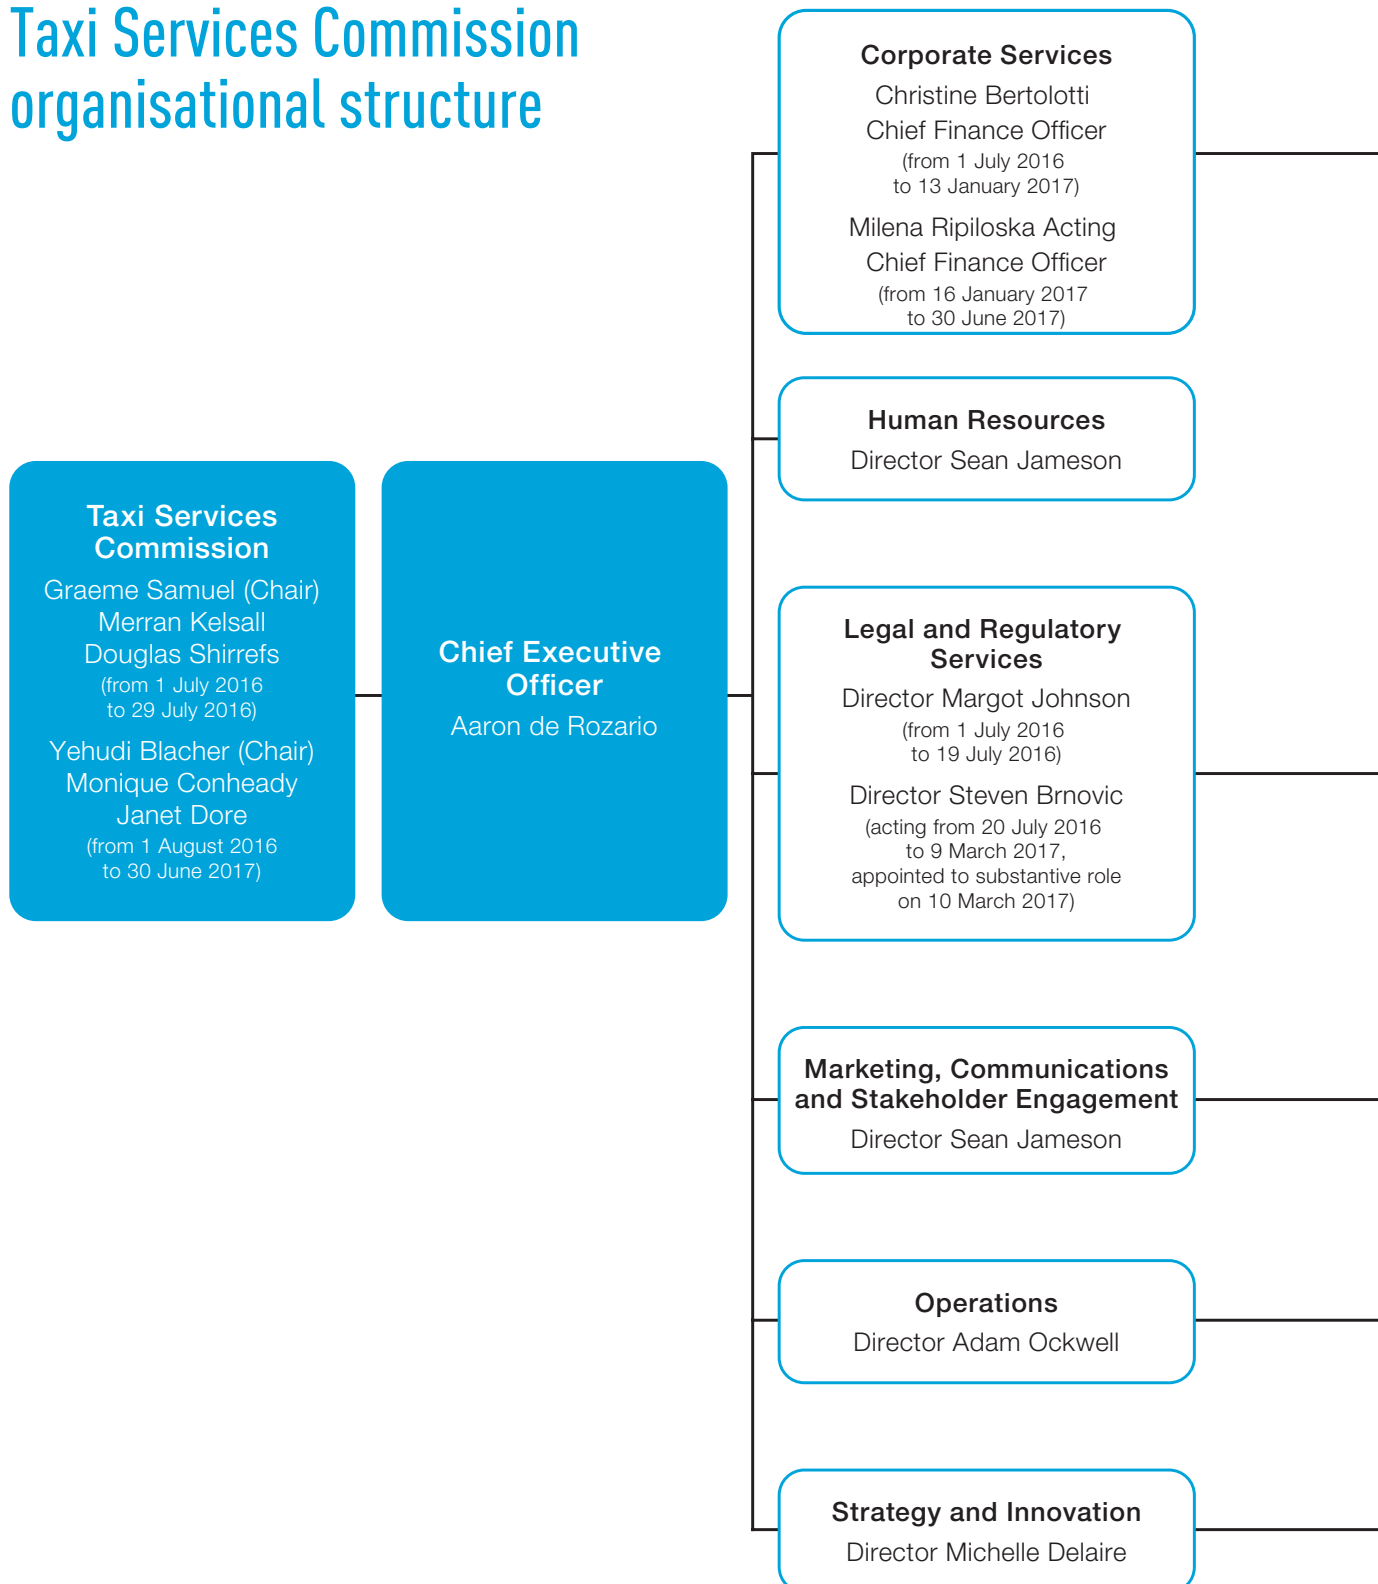 Taxi Services Commission
organisational structure
Taxi Services
Commission
Graeme Samuel (Chair)
Merran Kelsall
Douglas Shirrefs
(from 1 July 2016
to 29 July 2016)
Yehudi Blacher (Chair)
Monique Conheady
Janet Dore
(from 1 August 2016
to 30 June 2017)
Chief Executive
Officer
Aaron de Rozario
Corporate Services
Christine Bertolotti
Chief Finance Officer
(from 1 July 2016
to 13 January 2017)
Milena Ripiloska Acting
Chief Finance Officer
(from 16 January 2017
to 30 June 2017)
Human Resources
Director Sean Jameson
Legal and Regulatory
Services
Director Margot Johnson
(from 1 July 2016
to 19 July 2016)
Director Steven Brnovic
(acting from 20 July 2016
to 9 March 2017,
appointed to substantive role
on 10 March 2017)
Marketing, Communications
and Stakeholder Engagement
Director Sean Jameson
Operations
Director Adam Ockwell
Strategy and Innovation
Director Michelle Delaire